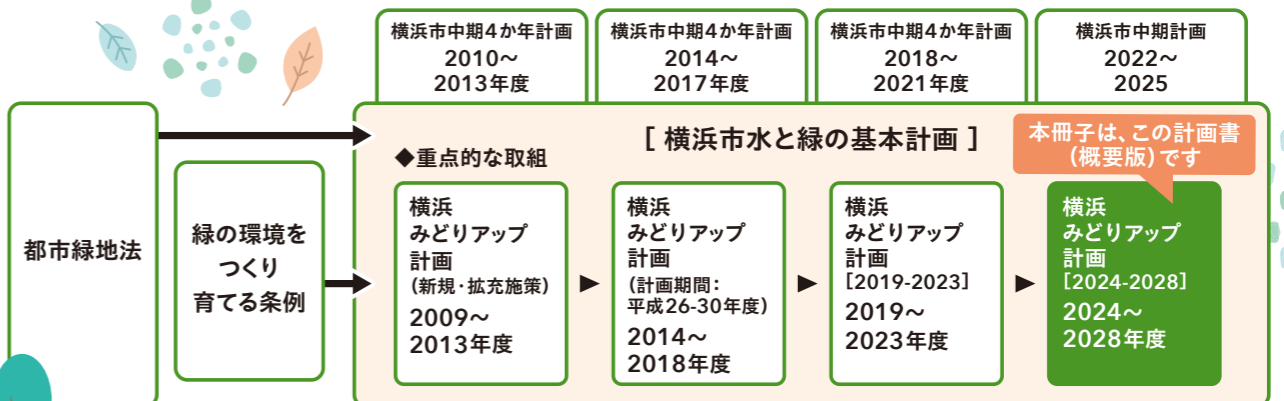 横浜市中期4か年計画
2010～
2013年度
横浜市中期4か年計画
2014～
2017年度
横浜市中期4か年計画
2018～
2021年度
横浜市中期計画
2022～
2025
都市緑地法
緑の環境を
つくり
育てる条例
[ 横浜市水と緑の基本計画 ]
本冊子は、この計画書
（概要版）です
◆重点的な取組
横浜
みどりアップ
計画
（新規・拡充施策）
2009～
2013年度
▶
横浜
みどりアップ
計画
（計画期間：
平成26-30年度）
2014～
2018年度
▶
横浜
みどりアップ
計画
[2019-2023]
2019～
2023年度
▶
横浜
みどりアップ
計画
[2024-2028]
2024～
2028年度